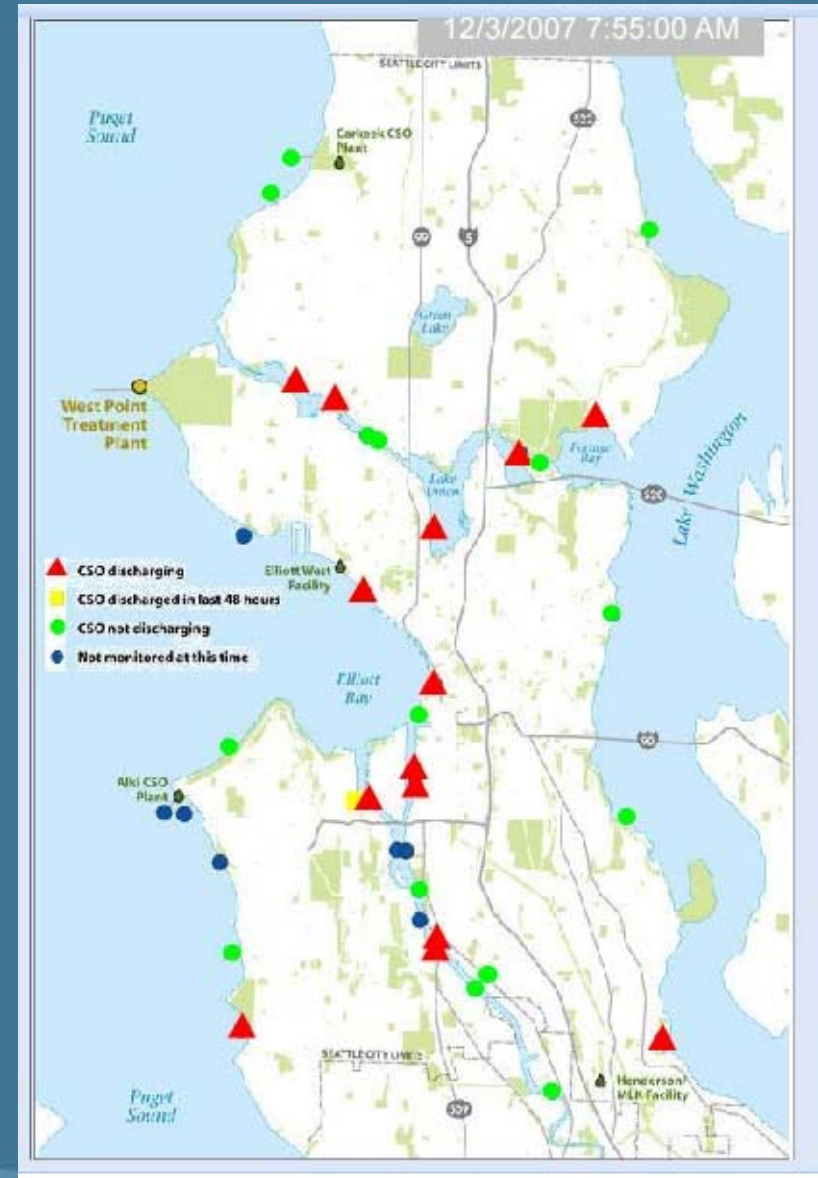 12/3/2007 7:55:00 AM
SEATTLE CITY LIMITS
Puget
Sound
Carkeek CSO
Plant
522
99
5
Green
Lake
West Point
Treatment
Plant
Portage
Bay
Lake
Union
Lake Washington
520
CSO discharging
CSO discharged in last 48 hours
CSO not discharging
Not monitored at this time
Elliott West
Facility
Elliott
Bay
90
Alki CSO
Plant
SEATTLE CITY LIMITS
Henderson/
MLK Facility
Puget
Sound
509